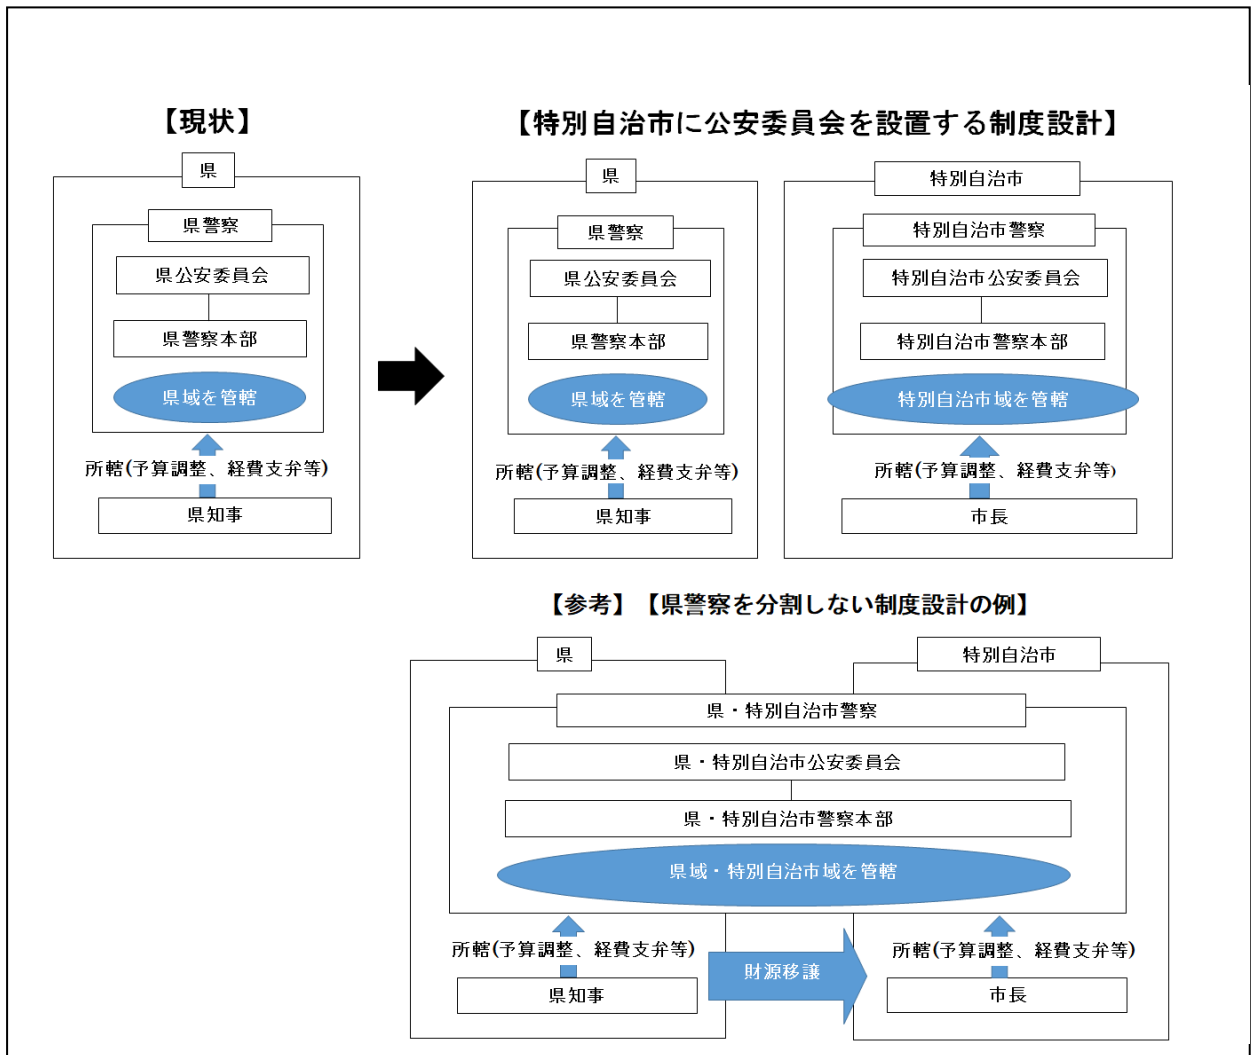 【現状】
県
県警察
県公安委員会
県警察本部
県域を管轄
所轄(予算調整、経費支弁等)
県知事
【特別自治市に公安委員会を設置する制度設計】
県
県警察
県公安委員会
県警察本部
県域を管轄
所轄(予算調整、経費支弁等)
県知事
特別自治市
特別自治市警察
特別自治市公安委員会
特別自治市警察本部
特別自治市域を管轄
所轄(予算調整、経費支弁等)
市長
【参考】【県警察を分割しない制度設計の例】
県
特別自治市
県・特別自治市警察
県・特別自治市公安委員会
県・特別自治市警察本部
県域・特別自治市域を管轄
所轄(予算調整、経費支弁等)
県知事
財源移譲
所轄(予算調整、経費支弁等)
市長